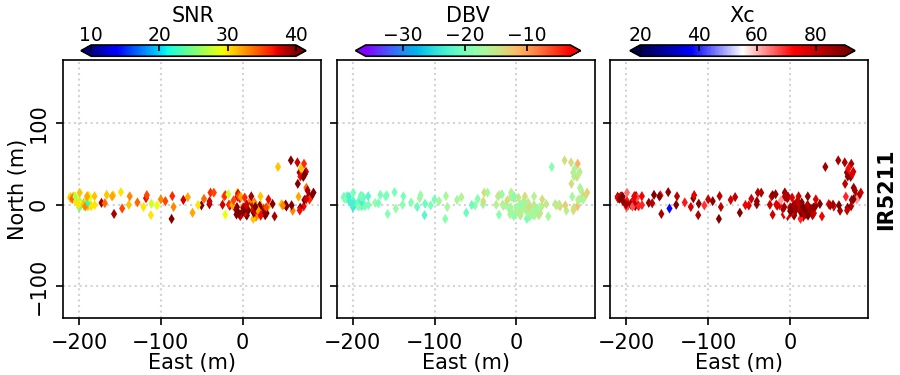 SNR DBV Xc
10 20 30 40 −30 −20 −10 20 40 60 80
North (m)
100
0
−100
IR5211
−200 −100 0 −200 −100 0 −200 −100 0
East (m) East (m) East (m)